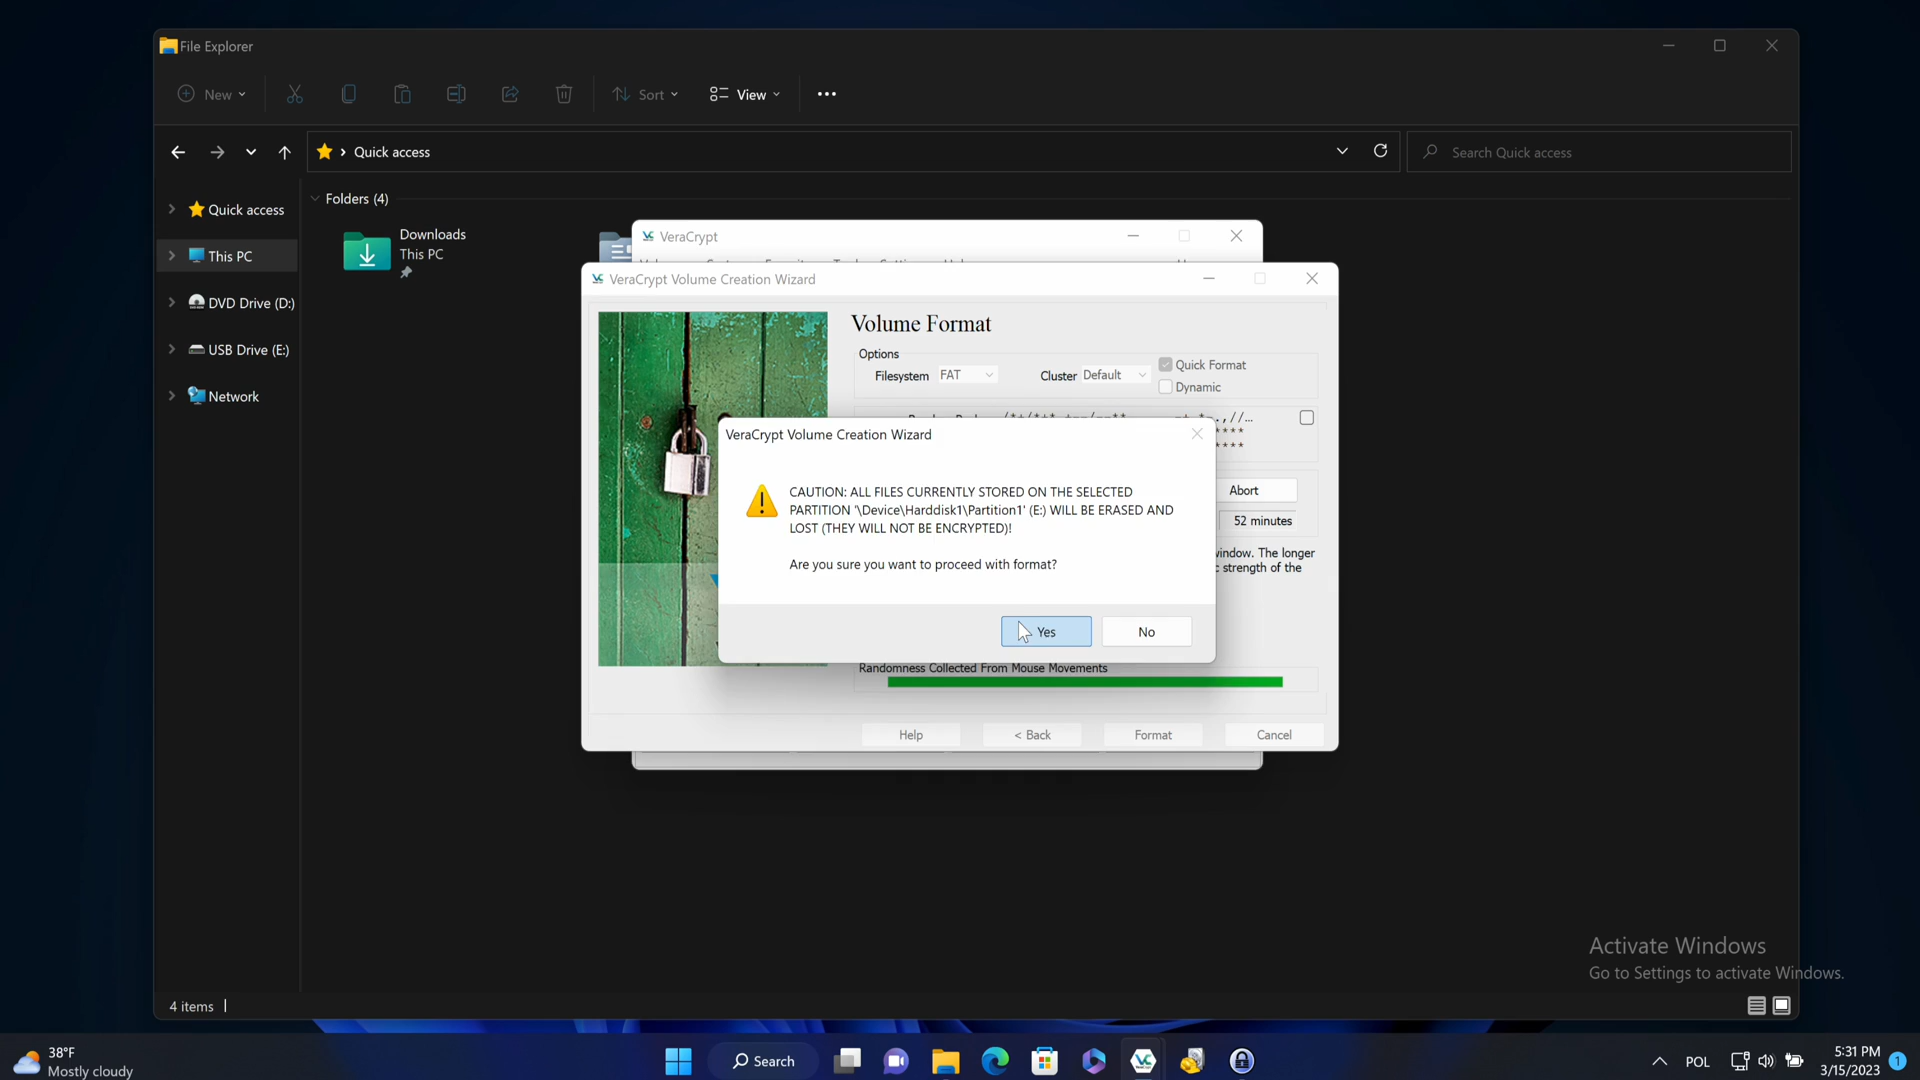 File Explorer
New
Sort
View
Quick access
Search Quick access
Quick access
This PC
DVD Drive (D:)
USB Drive (E:)
Network
Folders (4)
Downloads
This PC
VeraCrypt
VeraCrypt Volume Creation Wizard
Volume Format
Options
Filesystem FAT
Cluster Default
Quick Format
Dynamic
VeraCrypt Volume Creation Wizard
CAUTION: ALL FILES CURRENTLY STORED ON THE SELECTED
PARTITION '\Device\Harddisk1\Partition1' (E:) WILL BE ERASED AND
LOST (THEY WILL NOT BE ENCRYPTED)!
Are you sure you want to proceed with format?
Yes
No
Abort
52 minutes
window. The longer
strength of the
Randomness Collected From Mouse Movements
Help
< Back
Format
Cancel
Activate Windows
Go to Settings to activate Windows.
4 items
38°F
Mostly cloudy
Search
POL
5:31 PM
3/15/2023
1